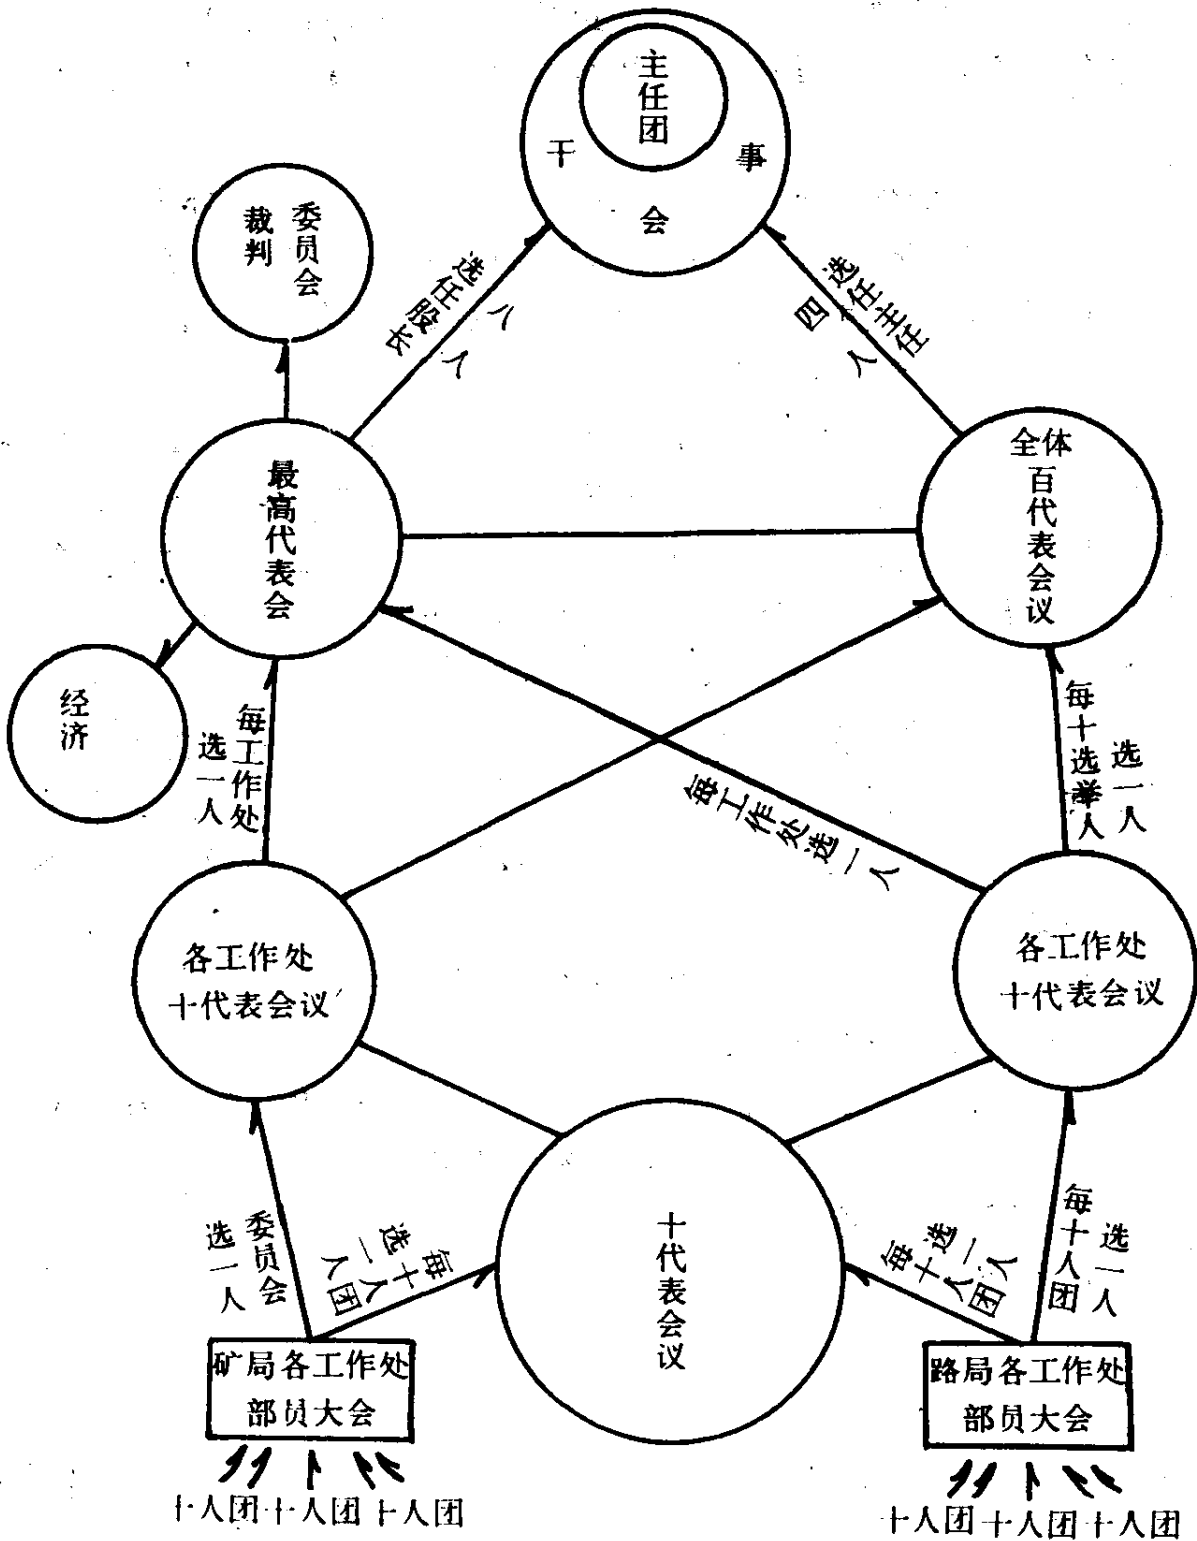 主任团
干事会
裁判
委员会
选任股长
八人
选任主任
四人
最高代表会
全体
百代表会议
经济
每工作处
选一人
每工作处选一人
每十选举人
选一人
各工作处
十代表会议
各工作处
十代表会议
委员会
选一人
每十人团
选一人
十代表会议
每十人团
选一人
每十人团
选一人
矿局各工作处
部员大会
路局各工作处
部员大会
十人团 十人团 十人团
十人团 十人团 十人团